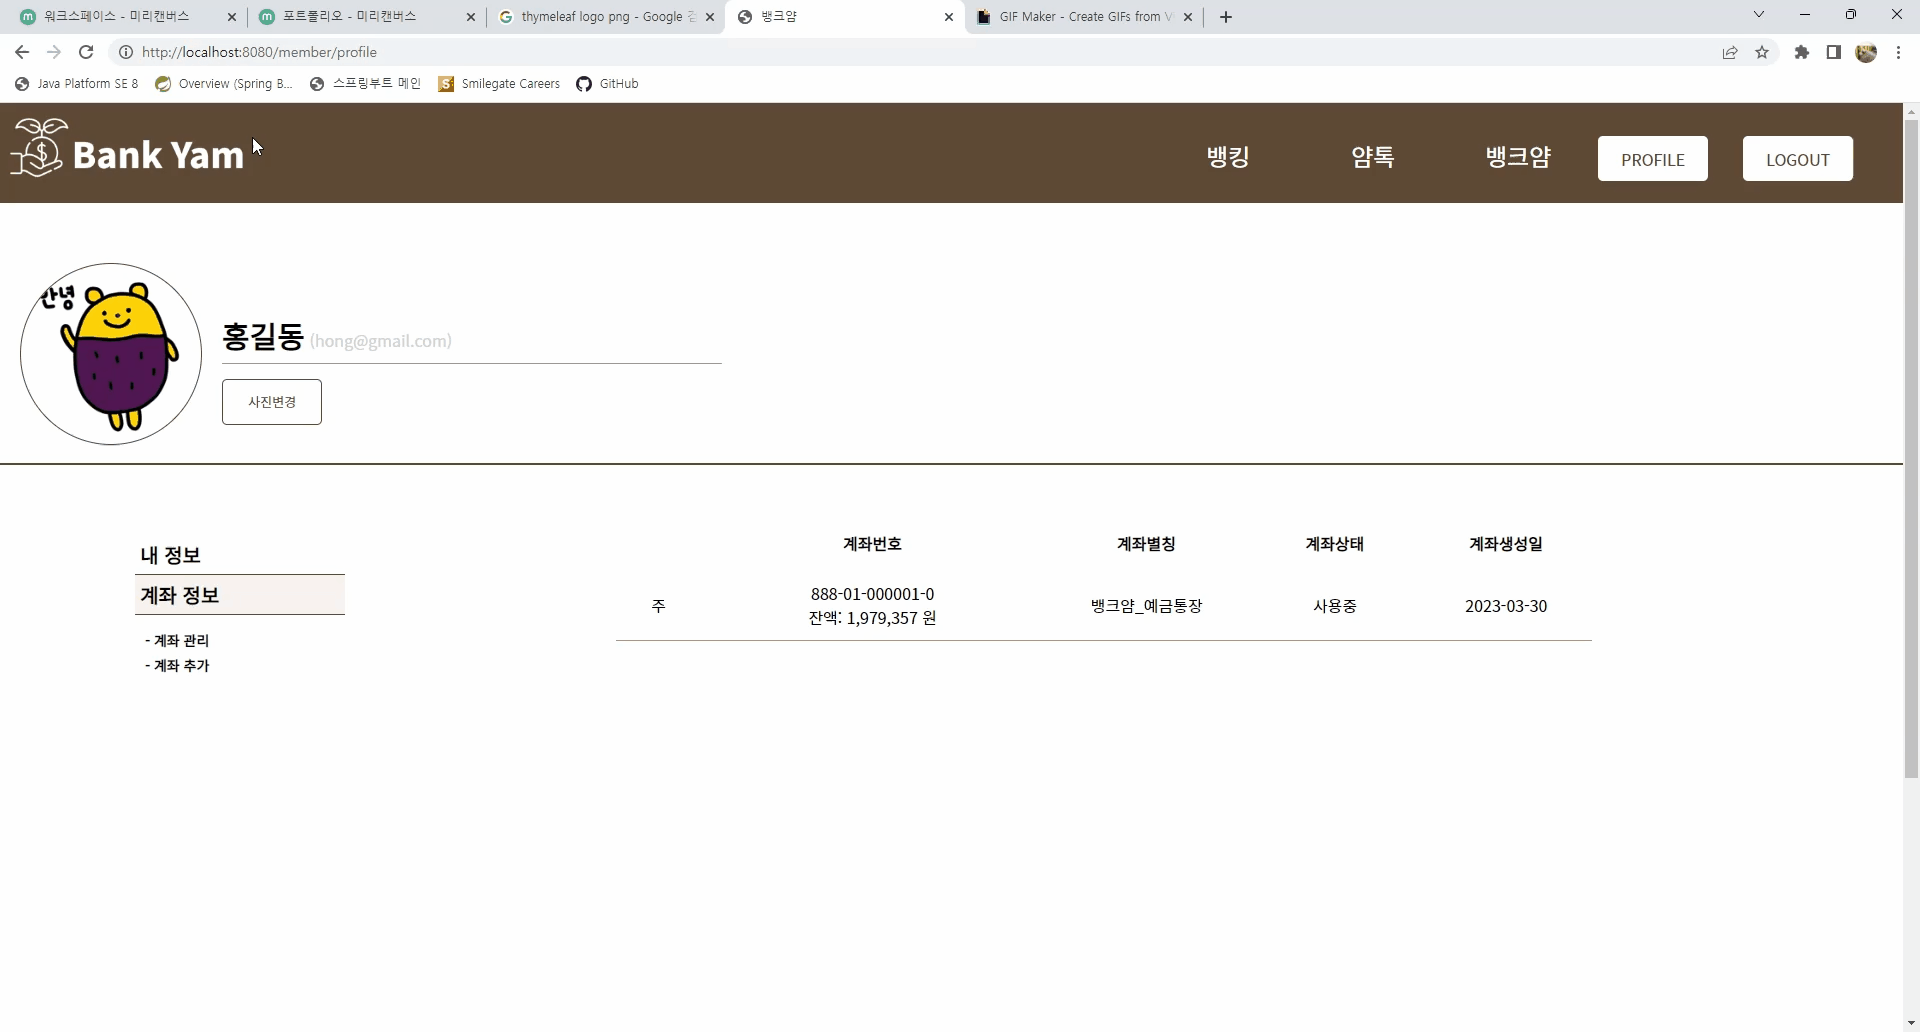 워크스페이스 - 미리캔버스
포트폴리오 - 미리캔버스
thymeleaf logo png - Google
뱅크얌
GIF Maker - Create GIFs from
http://localhost:8080/member/profile
Java Platform SE 8
Overview (Spring B...
스프링부트 메인
Smilegate Careers
GitHub
Bank Yam
뱅킹
얌톡
뱅크얌
PROFILE
LOGOUT
안녕
홍길동 (hong@gmail.com)
사진변경
내 정보
계좌 정보
- 계좌 관리
- 계좌 추가
계좌번호 계좌별칭 계좌상태 계좌생성일
주 888-01-000001-0 뱅크얌_예금통장 사용중 2023-03-30
잔액: 1,979,357 원